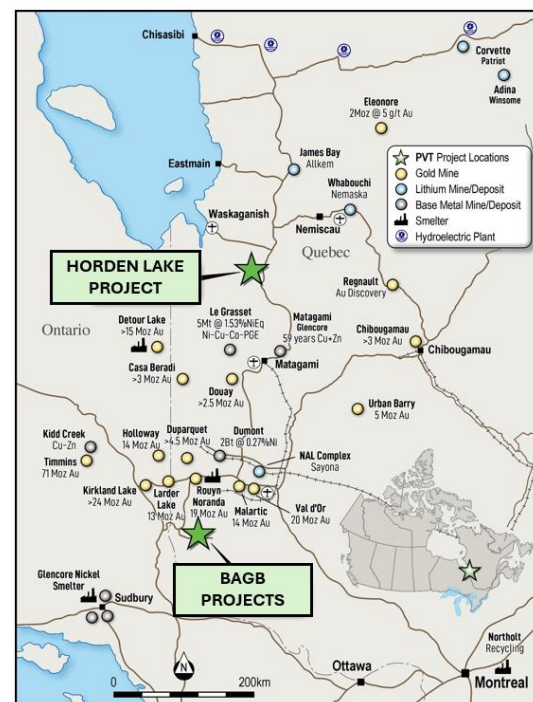 Chisasibi
Corvette
Patriot
Adina
Winsome
Eleonore
2Moz @ 5 g/t Au
PVT Project Locations
Gold Mine
Lithium Mine/Deposit
Base Metal Mine/Deposit
Smelter
Hydroelectric Plant
James Bay
Allkem
Eastmain
Whabouchi
Nemaska
Waskaganish
Nemiscau
Quebec
HORDEN LAKE
PROJECT
Regnault
Au Discovery
Ontario
Detour Lake
>15 Moz Au
Le Grasset
5Mt @ 1.53%NiEq
Ni-Cu-Co-PGE
Matagami
Glencore
59 years Cu+Zn
Chibougamau
>3 Moz Au
Chibougamau
Matagami
Casa Beradi
>3 Moz Au
Douay
>2.5 Moz Au
Urban Barry
5 Moz Au
Kidd Creek
Cu-Zn
Timmins
71 Moz Au
Holloway
14 Moz Au
Duparquet
>4.5 Moz Au
Dumont
2Bt @ 0.27%Ni
NAL Complex
Sayona
Kirkland Lake
>24 Moz Au
Larder
Lake
13 Moz Au
Rouyn
Noranda
19 Moz Au
Malartic
14 Moz Au
Val d'Or
20 Moz Au
BAGB
PROJECTS
Glencore Nickel
Smelter
Sudbury
Northolt
Recycling
N
Ottawa
Montreal
0
200km